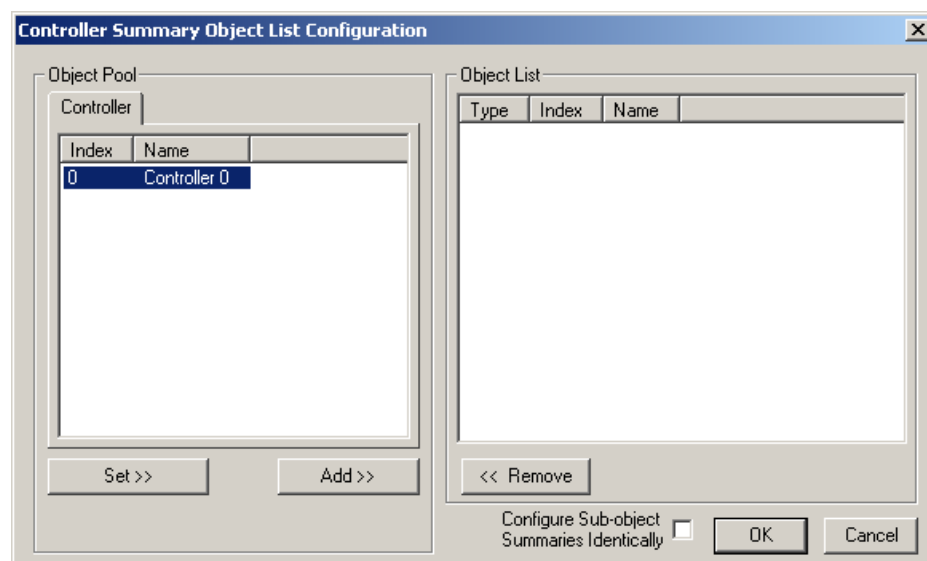 Controller Summary Object List Configuration
Object Pool
Controller
Index Name
0 Controller 0
Set >>
Add >>
Object List
Type Index Name
<< Remove
Configure Sub-object
Summaries Identically
OK
Cancel